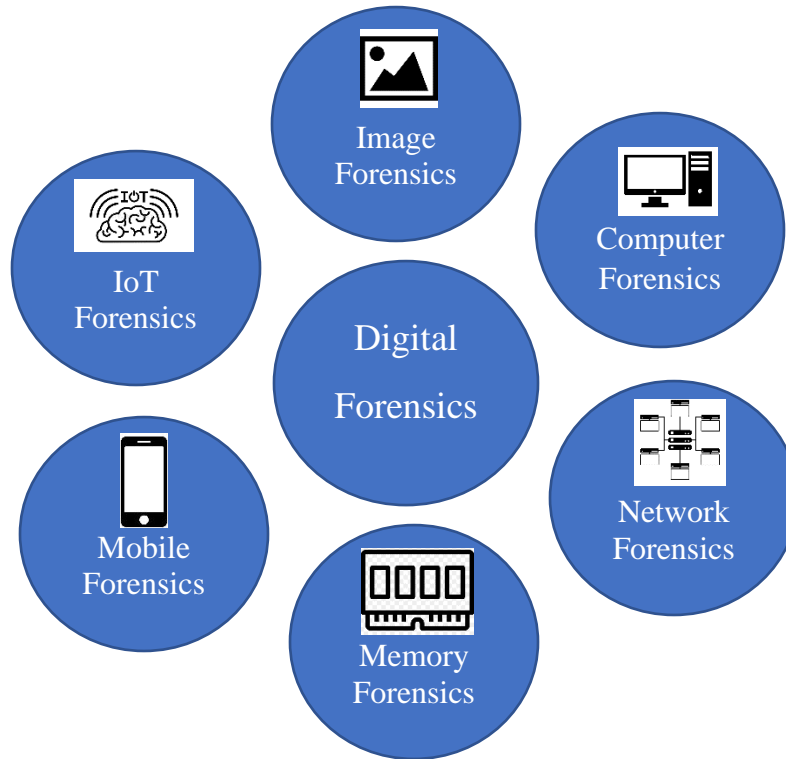 Image
Forensics
IOT
IoT
Forensics
Computer
Forensics
Digital
Forensics
Mobile
Forensics
Network
Forensics
Memory
Forensics